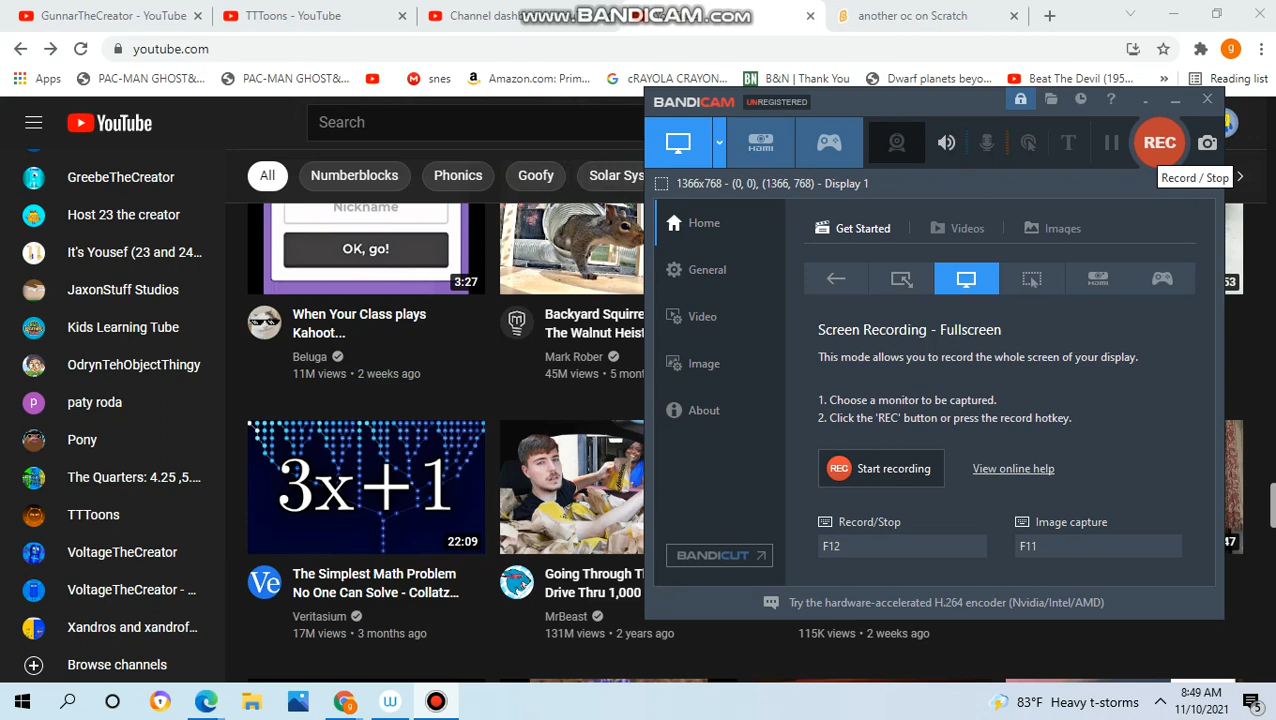 GunnarTheCreator - YouTube
TTToons - YouTube
Channel dashb
www.BANDICAM.com
another oc on Scratch
youtube.com
g
Apps
PAC-MAN GHOST&...
PAC-MAN GHOST&...
snes
Amazon.com: Prim...
cRAYOLA CRAYON...
B&N | Thank You
Dwarf planets beyo...
Beat The Devil (195...
»
Reading list
YouTube
Search
GreebeTheCreator
Host 23 the creator
It's Yousef (23 and 24...
JaxonStuff Studios
Kids Learning Tube
OdrynTehObjectThingy
paty roda
Pony
The Quarters: 4.25 ,5....
TTToons
VoltageTheCreator
VoltageTheCreator - ...
Xandros and xandrof...
Browse channels
All
Numberblocks
Phonics
Goofy
Solar Sys
Nickname
OK, go!
3:27
When Your Class plays
Kahoot...
Beluga
11M views • 2 weeks ago
Backyard Squirre
The Walnut Heis
Mark Rober
45M views • 5 mont
3x+1
22:09
Ve
The Simplest Math Problem
No One Can Solve - Collatz...
Veritasium
17M views • 3 months ago
Going Through T
Drive Thru 1,000
MrBeast
131M views • 2 years ago
115K views • 2 weeks ago
53
47
BANDICAM
UNREGISTERED
HDMI
T
REC
Record / Stop
1366x768 - (0, 0), (1366, 768) - Display 1
Home
General
Video
Image
About
BANDICUT
Get Started
Videos
Images
HDMI
Screen Recording - Fullscreen
This mode allows you to record the whole screen of your display.
1. Choose a monitor to be captured.
2. Click the 'REC' button or press the record hotkey.
REC Start recording
View online help
Record/Stop
F12
Image capture
F11
Try the hardware-accelerated H.264 encoder (Nvidia/Intel/AMD)
83°F Heavy t-storms
8:49 AM
11/10/2021
5